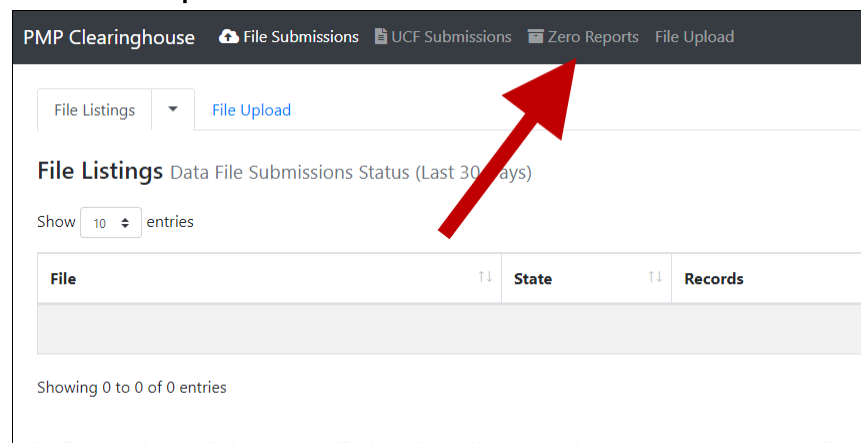 PMP Clearinghouse File Submissions UCF Submissions Zero Reports File Upload
File Listings File Upload
File Listings Data File Submissions Status (Last 30 Days)
Show 10 entries
File State Records
Showing 0 to 0 of 0 entries